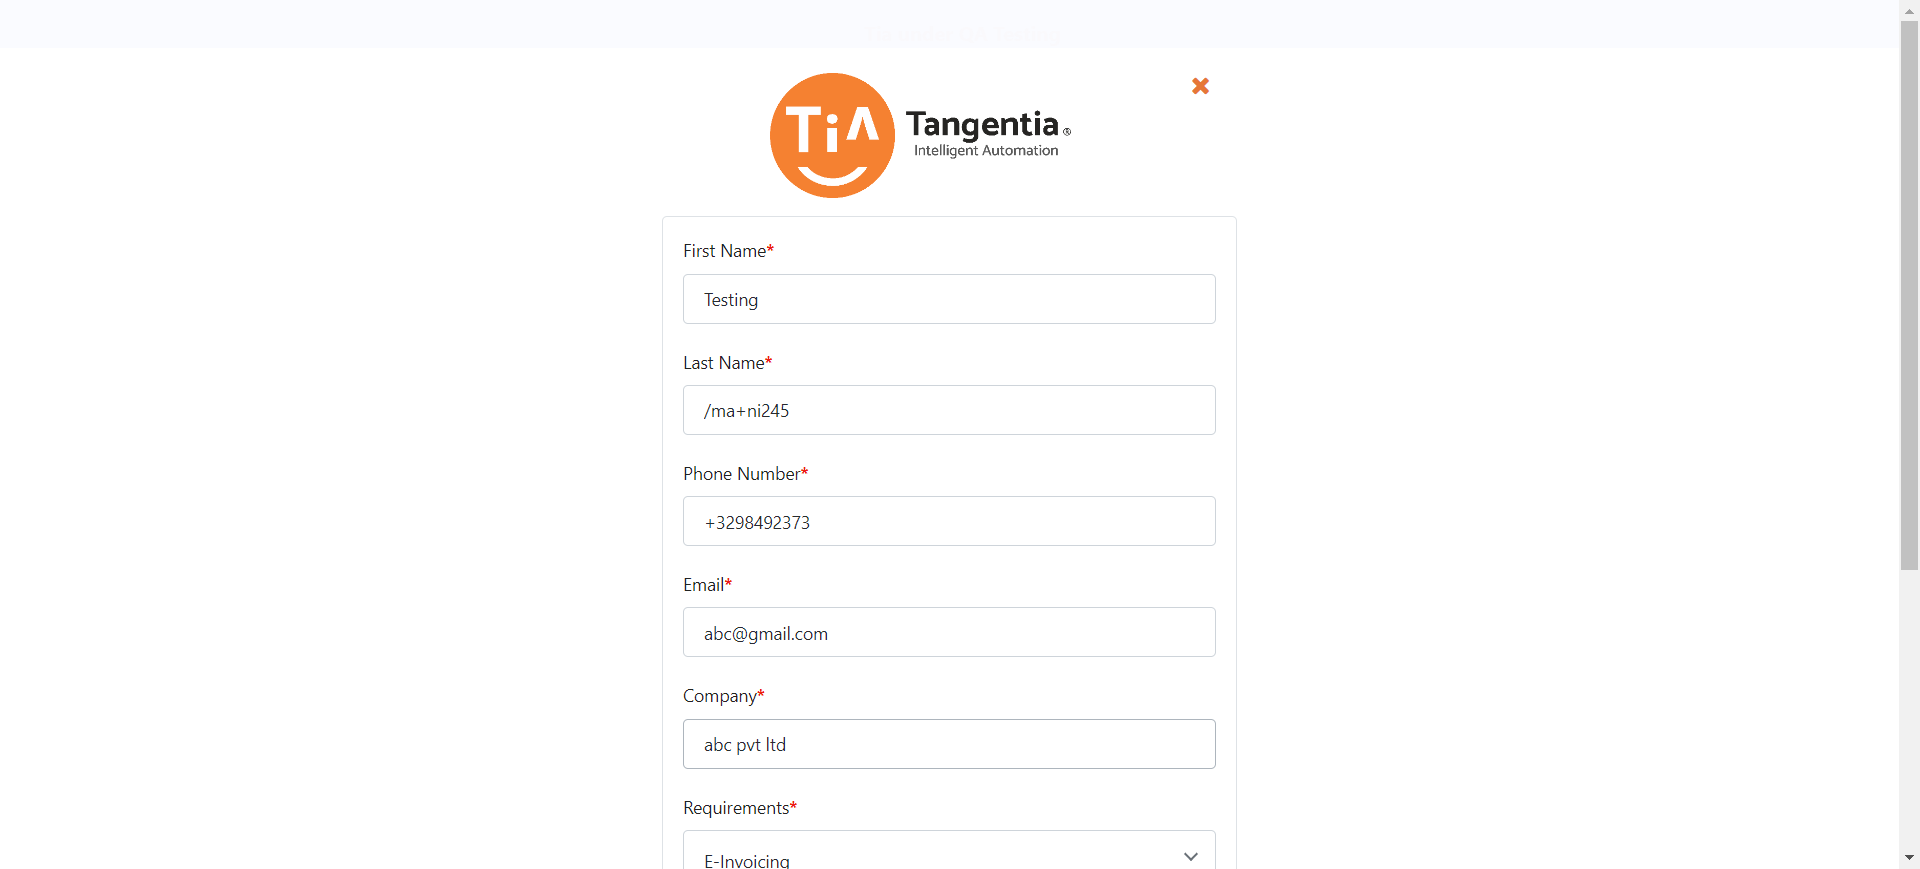 TiA
Tangentia®
Intelligent Automation
First Name*
Testing
Last Name*
/ma+ni245
Phone Number*
+3298492373
Email*
abc@gmail.com
Company*
abc pvt ltd
Requirements*
E-Invoicing